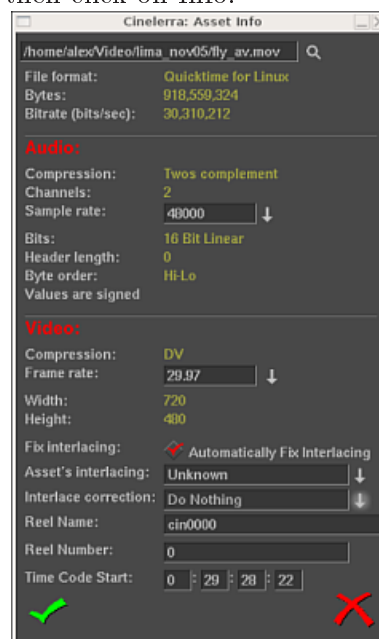 then click on Info.
Cinelerra: Asset Info
/home/alex/Video/lima_nov05/fly_av.mov
File format: Quicktime for Linux
Bytes: 918,559,324
Bitrate (bits/sec): 30,310,212
Audio:
Compression: Twos complement
Channels: 2
Sample rate: 48000
Bits: 16 Bit Linear
Header length: 0
Byte order: Hi-Lo
Values are signed
Video:
Compression: DV
Frame rate: 29.97
Width: 720
Height: 480
Fix interlacing: Automatically Fix Interlacing
Asset's interlacing: Unknown
Interlace correction: Do Nothing
Reel Name: cin0000
Reel Number: 0
Time Code Start: 0 : 29 : 28 : 22